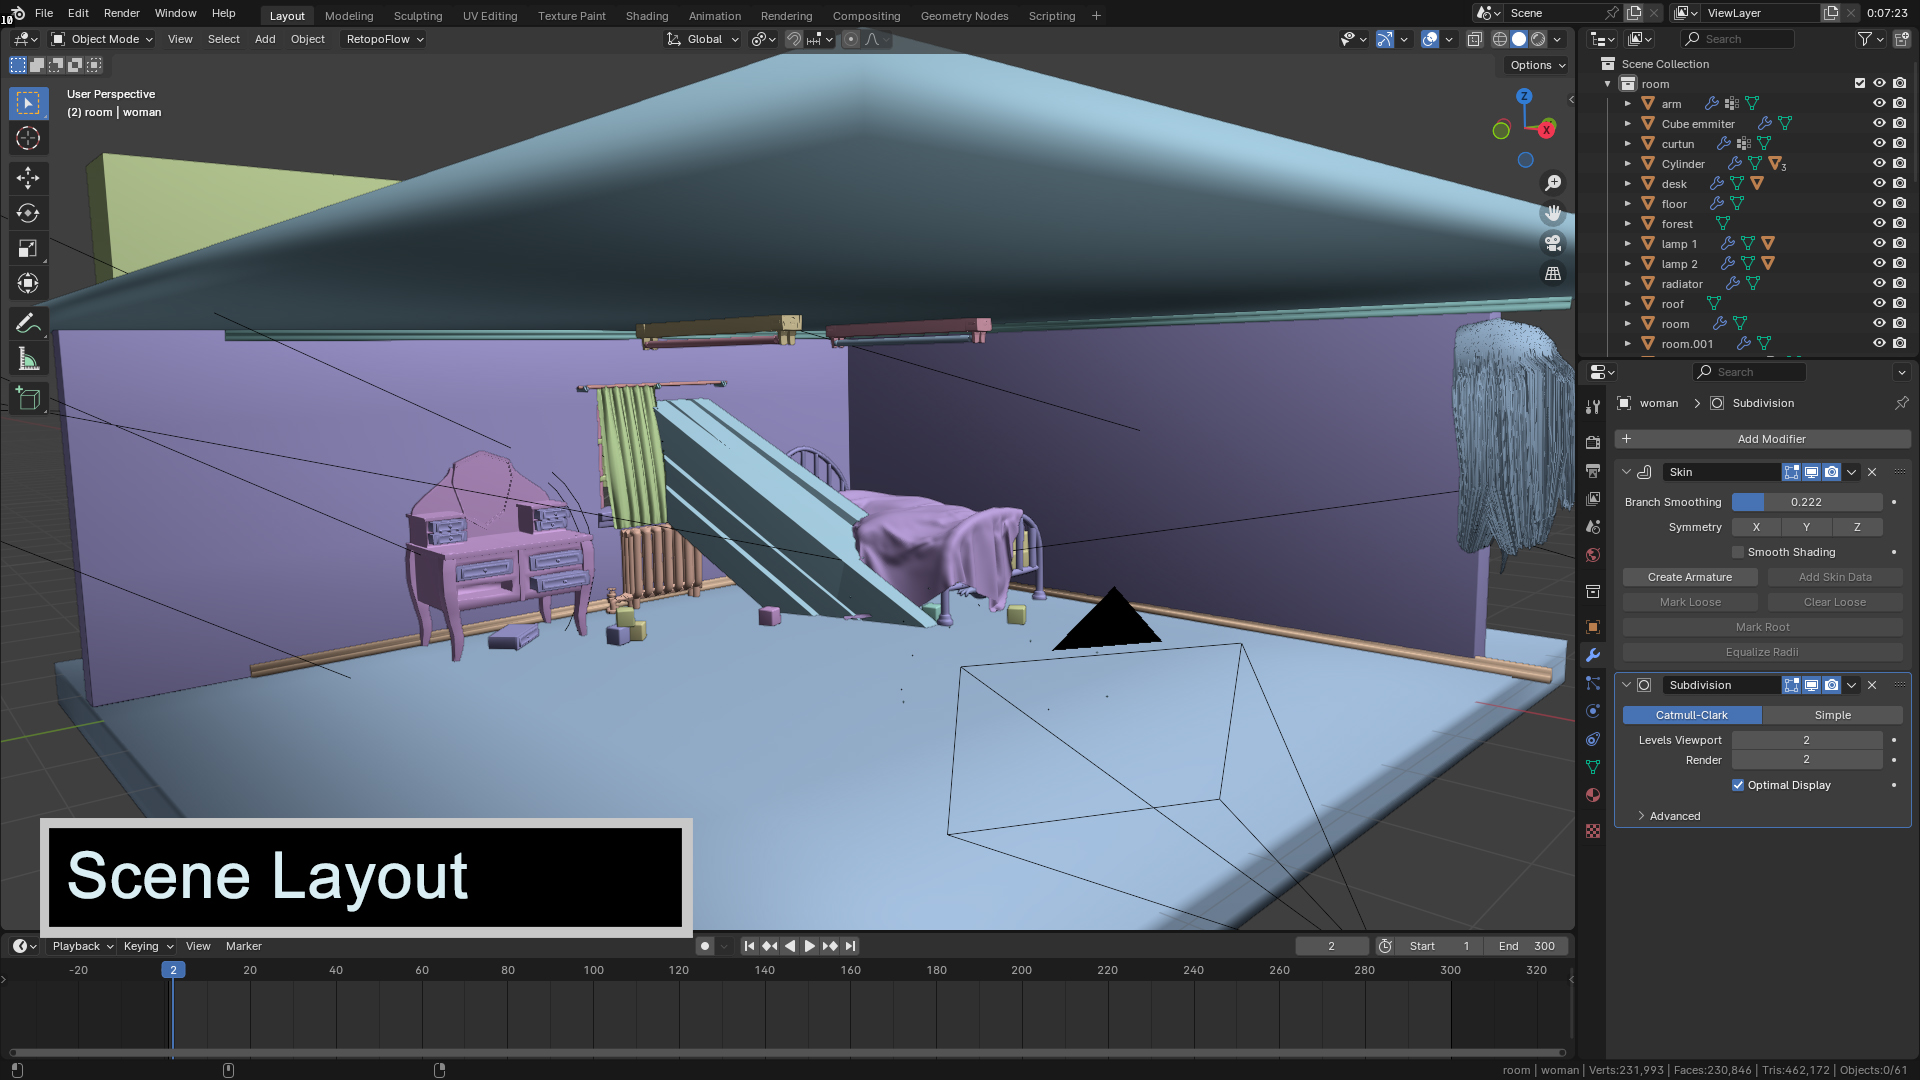 10
File Edit Render Window Help Layout Modeling Sculpting UV Editing Texture Paint Shading Animation Rendering Compositing Geometry Nodes Scripting + Scene ViewLayer 0:07:23
Object Mode View Select Add Object RetopoFlow Global Search
Options
User Perspective
(2) room | woman
Z
X
Scene Collection
room
arm
Cube emmiter
curtun
Cylinder 3
desk
floor
forest
lamp 1
lamp 2
radiator
roof
room
room.001
Search
woman > Subdivision
+ Add Modifier
Skin
Branch Smoothing 0.222
Symmetry X Y Z
Smooth Shading
Create Armature Add Skin Data
Mark Loose Clear Loose
Mark Root
Equalize Radii
Subdivision
Catmull-Clark Simple
Levels Viewport 2
Render 2
Optimal Display
Advanced
Scene Layout
Playback Keying View Marker 2 Start 1 End 300
-20 2 20 40 60 80 100 120 140 160 180 200 220 240 260 280 300 320
room | woman | Verts:231,993 | Faces:230,846 | Tris:462,172 | Objects:0/61